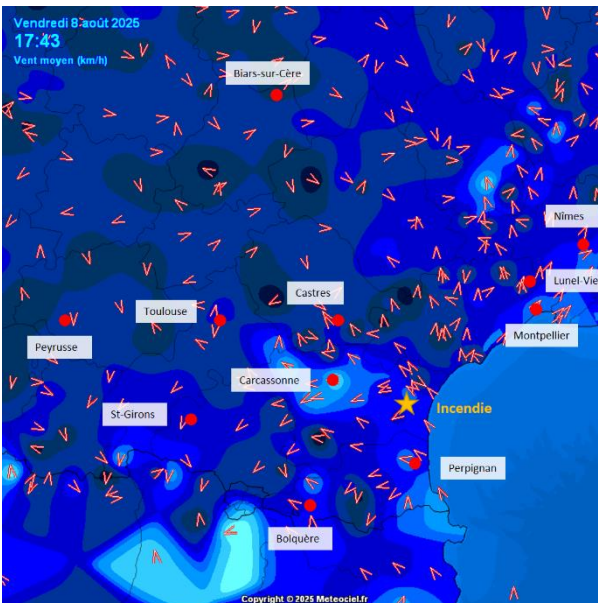 Vendredi 8 août 2025
17:43
Vent moyen (km/h)
Biars-sur-Cère
Nîmes
Lunel-Vie
Castres
Toulouse
Montpellier
Peyrusse
Carcassonne
Incendie
St-Girons
Perpignan
Bolquère
Copyright © 2025 Meteociel.fr